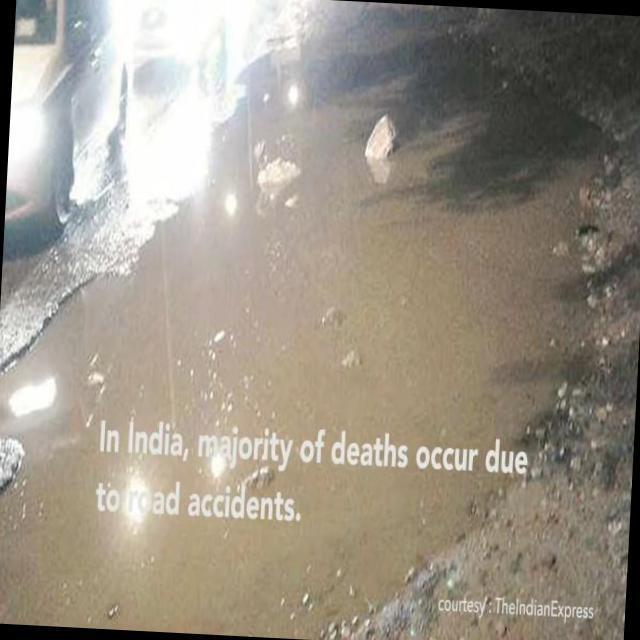 In India, majority of deaths occur due
to road accidents.
courtesy : TheIndianExpress